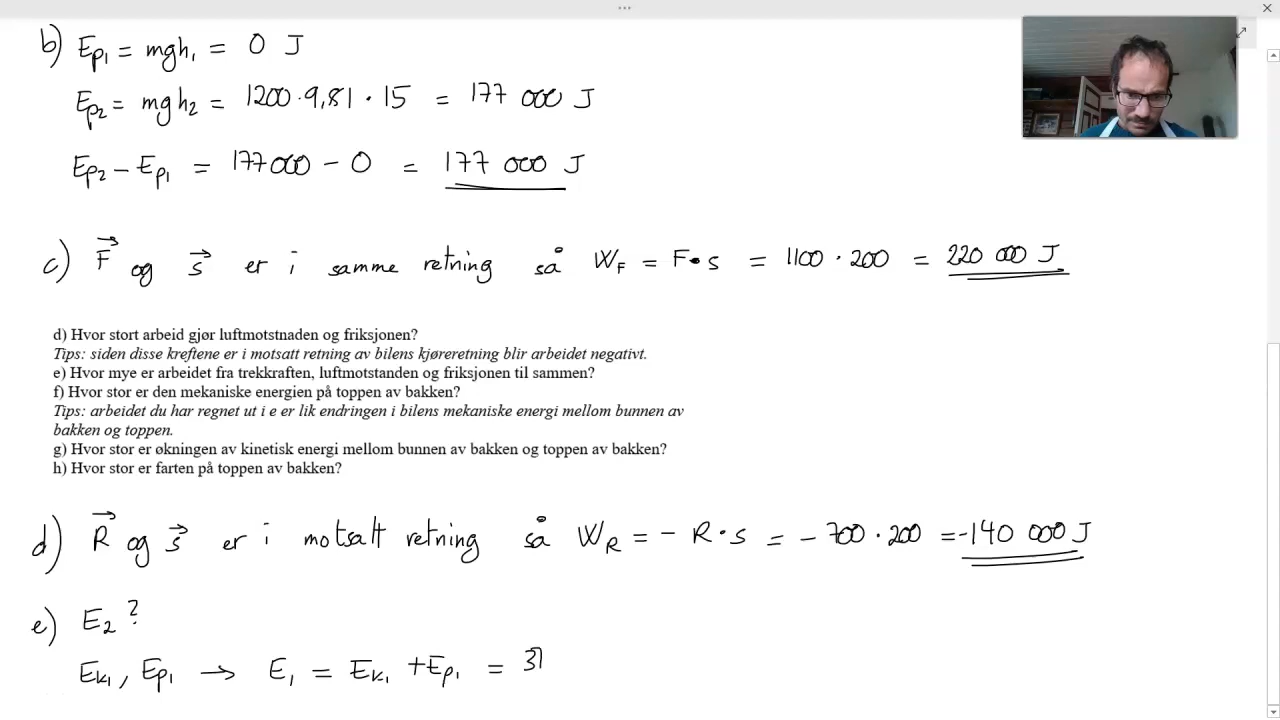 b) Ep₁ = mgh₁ = 0 J
Ep₂ = mgh₂ = 1200·9,81·15 = 177 000 J
Ep₂ − Ep₁ = 177000 − 0 = 177 000 J
c) F⃗ og s⃗ er i samme retning så W_F = F·s = 1100·200 = 220 000 J
d) Hvor stort arbeid gjør luftmotstnaden og friksjonen?
Tips: siden disse kreftene er i motsatt retning av bilens kjøreretning blir arbeidet negativt.
e) Hvor mye er arbeidet fra trekkraften, luftmotstanden og friksjonen til sammen?
f) Hvor stor er den mekaniske energien på toppen av bakken?
Tips: arbeidet du har regnet ut i e er lik endringen i bilens mekaniske energi mellom bunnen av
bakken og toppen.
g) Hvor stor er økningen av kinetisk energi mellom bunnen av bakken og toppen av bakken?
h) Hvor stor er farten på toppen av bakken?
d) R⃗ og s⃗ er i motsatt retning så W_R = − R·s = − 700·200 = -140 000 J
e) E₂ ?
Ek₁, Ep₁ → E₁ = Ek₁ + Ep₁ = 37